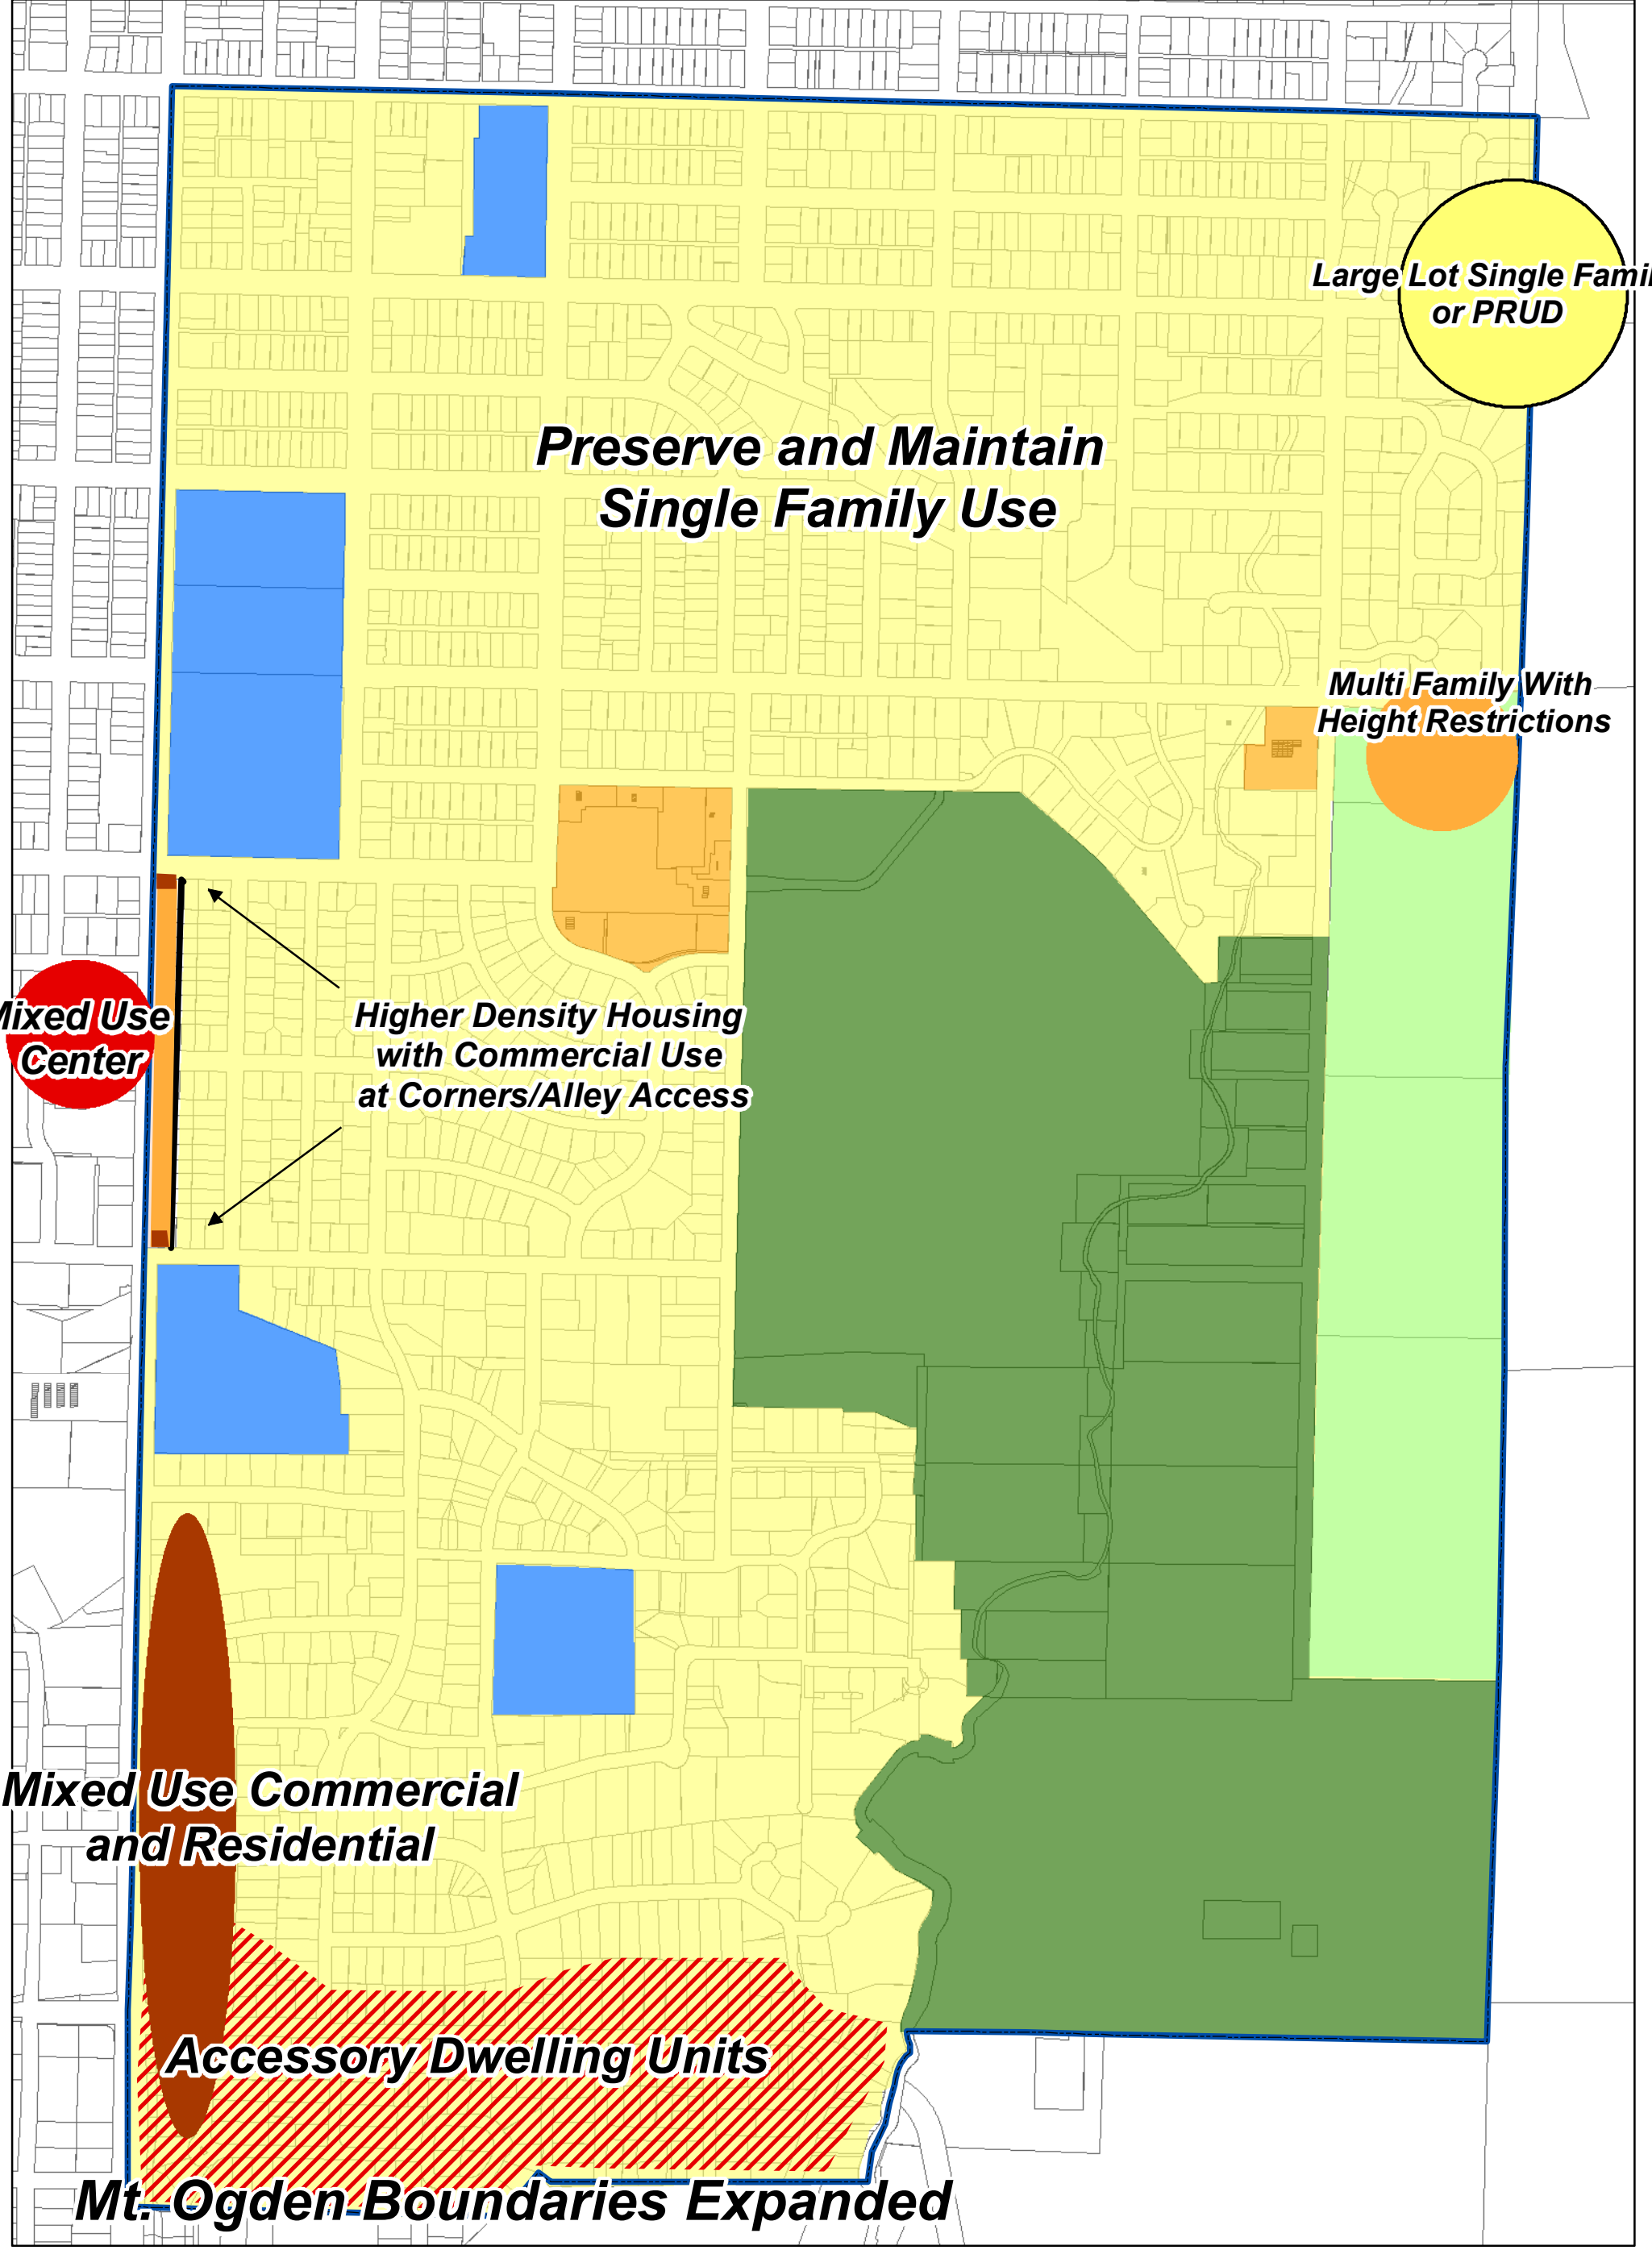 Large Lot Single Famil
or PRUD
Preserve and Maintain
Single Family Use
Multi Family With
Height Restrictions
Mixed Use
Center
Higher Density Housing
with Commercial Use
at Corners/Alley Access
Mixed Use Commercial
and Residential
Accessory Dwelling Units
Mt. Ogden Boundaries Expanded